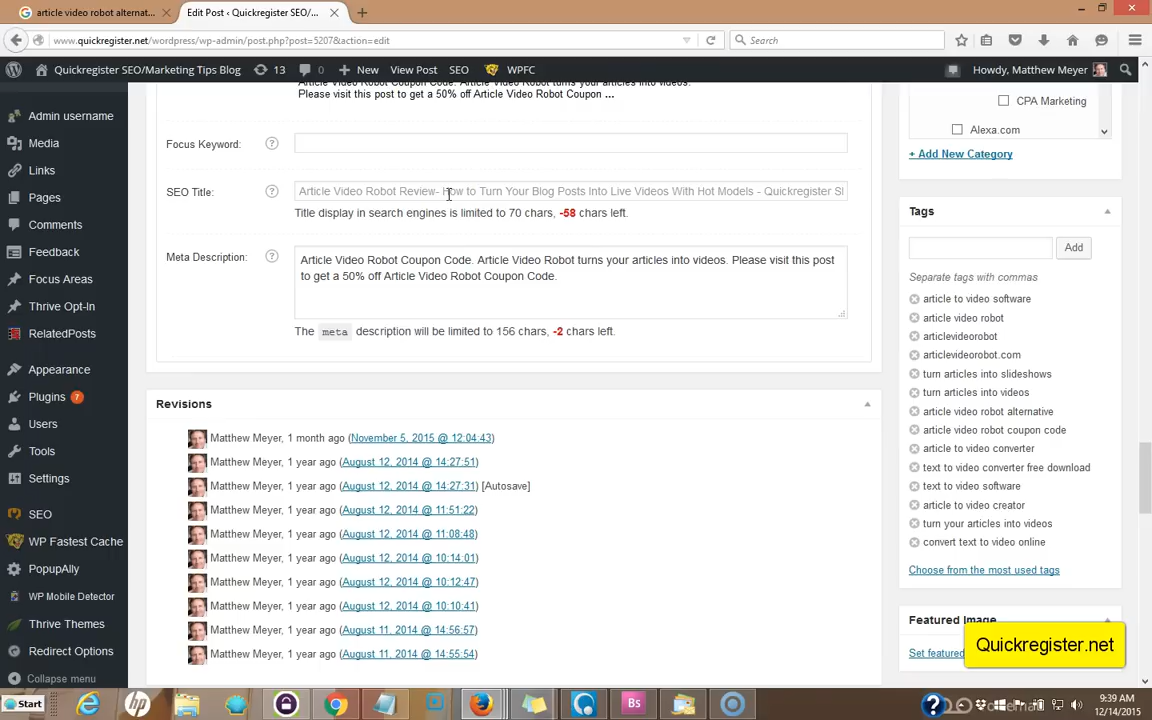 article video robot alternat...
Edit Post ‹ Quickregister SEO/...
www.quickregister.net/wordpress/wp-admin/post.php?post=5207&action=edit
Search
Quickregister SEO/Marketing Tips Blog
13
0
New
View Post
SEO
WPFC
Howdy, Matthew Meyer
Admin username
Media
Links
Pages
Comments
Feedback
Focus Areas
Thrive Opt-In
RelatedPosts
Appearance
Plugins 7
Users
Tools
Settings
SEO
WP Fastest Cache
PopupAlly
WP Mobile Detector
Thrive Themes
Redirect Options
Collapse menu
Article Video Robot Coupon Code. Article Video Robot turns your articles into videos.
Please visit this post to get a 50% off Article Video Robot Coupon ...
Focus Keyword:
SEO Title:
Article Video Robot Review- How to Turn Your Blog Posts Into Live Videos With Hot Models - Quickregister
Title display in search engines is limited to 70 chars, -58 chars left.
Meta Description:
Article Video Robot Coupon Code. Article Video Robot turns your articles into videos. Please visit this post
to get a 50% off Article Video Robot Coupon Code.
The meta description will be limited to 156 chars, -2 chars left.
Revisions
Matthew Meyer, 1 month ago (November 5, 2015 @ 12:04:43)
Matthew Meyer, 1 year ago (August 12, 2014 @ 14:27:51)
Matthew Meyer, 1 year ago (August 12, 2014 @ 14:27:31) [Autosave]
Matthew Meyer, 1 year ago (August 12, 2014 @ 11:51:22)
Matthew Meyer, 1 year ago (August 12, 2014 @ 11:08:48)
Matthew Meyer, 1 year ago (August 12, 2014 @ 10:14:01)
Matthew Meyer, 1 year ago (August 12, 2014 @ 10:12:47)
Matthew Meyer, 1 year ago (August 12, 2014 @ 10:10:41)
Matthew Meyer, 1 year ago (August 11, 2014 @ 14:56:57)
Matthew Meyer, 1 year ago (August 11, 2014 @ 14:55:54)
CPA Marketing
Alexa.com
+ Add New Category
Tags
Add
Separate tags with commas
article to video software
article video robot
articlevideorobot
articlevideorobot.com
turn articles into slideshows
turn articles into videos
article video robot alternative
article video robot coupon code
article to video converter
text to video converter free download
text to video software
article to video creator
turn your articles into videos
convert text to video online
Choose from the most used tags
Featured Image
Set featured
Quickregister.net
Start
Bs
9:39 AM
12/14/2015